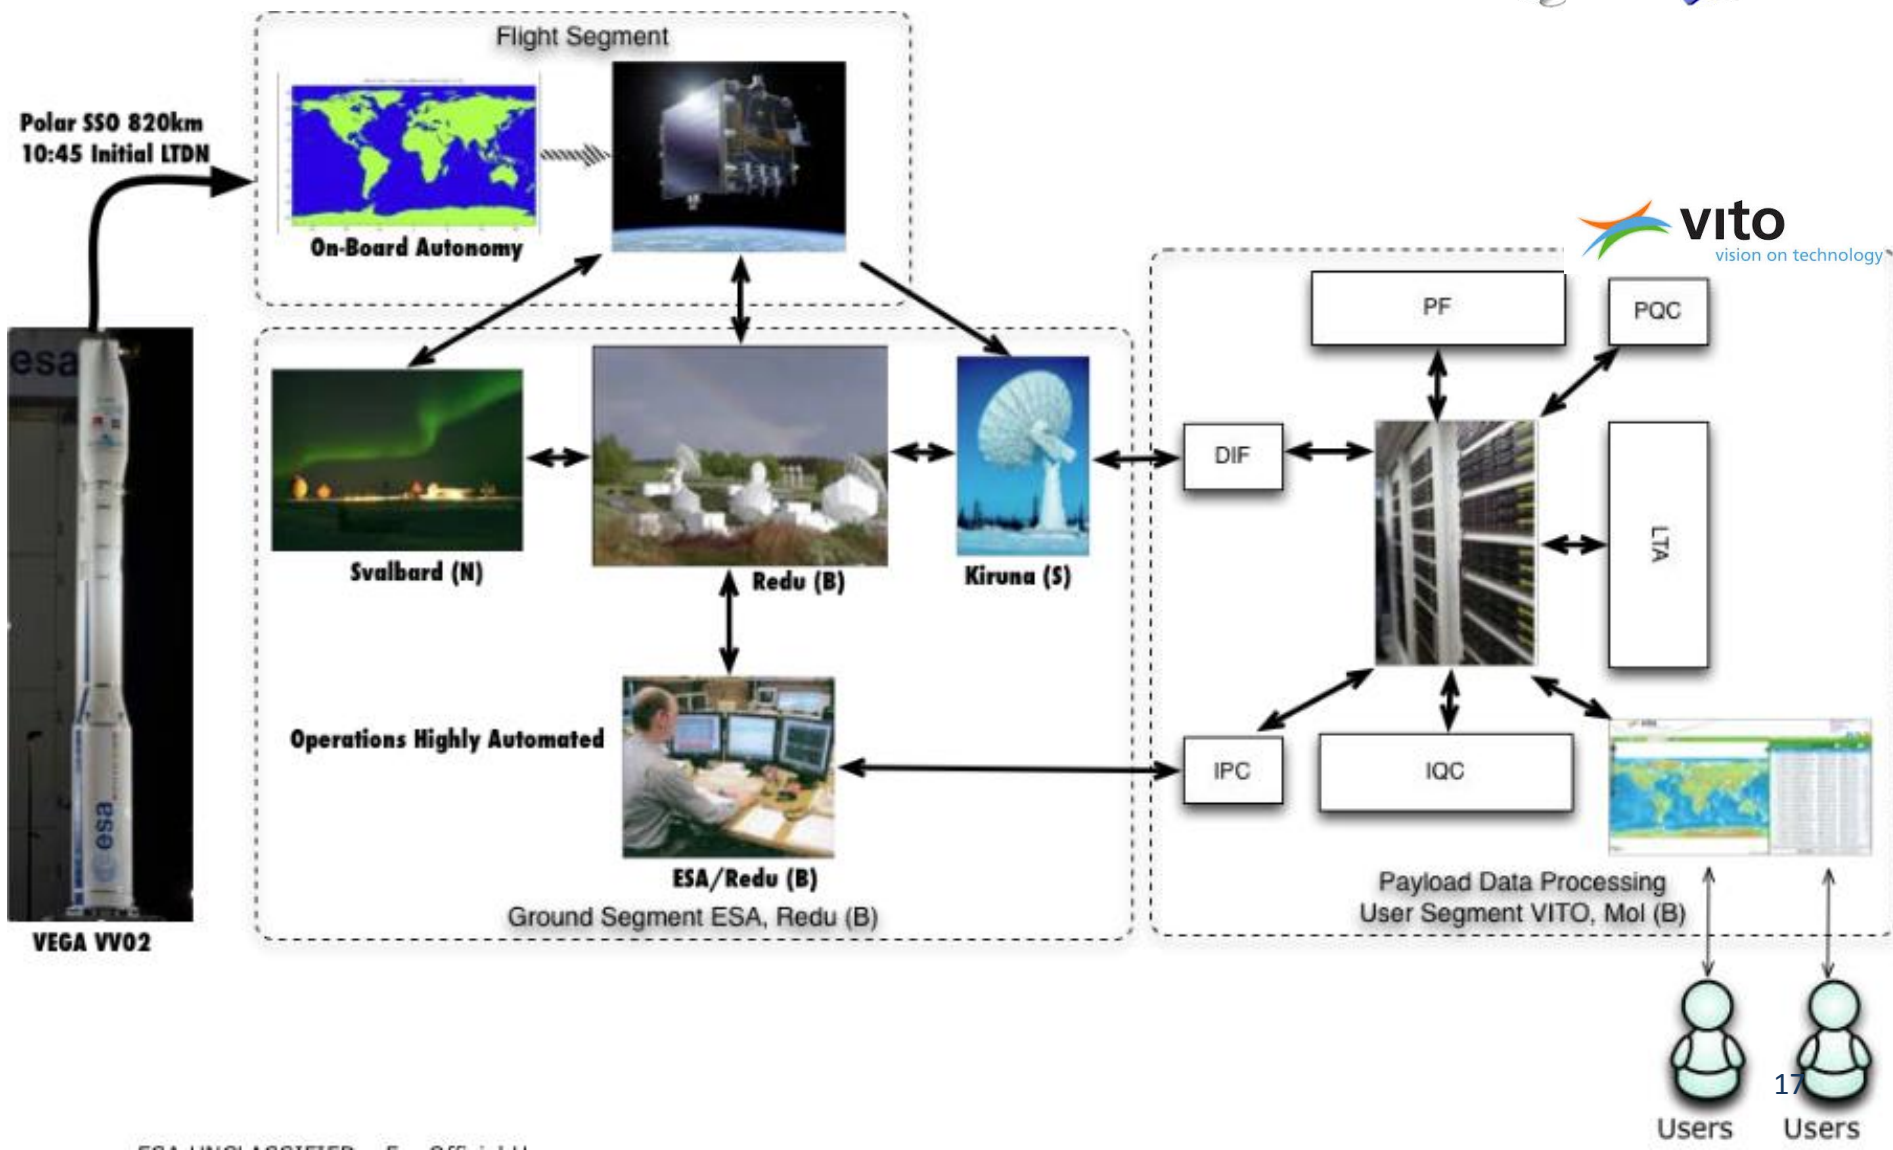 Flight Segment
Polar SSO 820km
10:45 Initial LTDN
On-Board Autonomy
vito
vision on technology
PF
PQC
esa
DIF
LTA
Svalbard (N)
Redu (B)
Kiruna (S)
Operations Highly Automated
IPC
IQC
esa
ESA/Redu (B)
Ground Segment ESA, Redu (B)
Payload Data Processing
User Segment VITO, Mol (B)
VEGA VV02
17
Users
Users
ESA UNCLASSIFIED